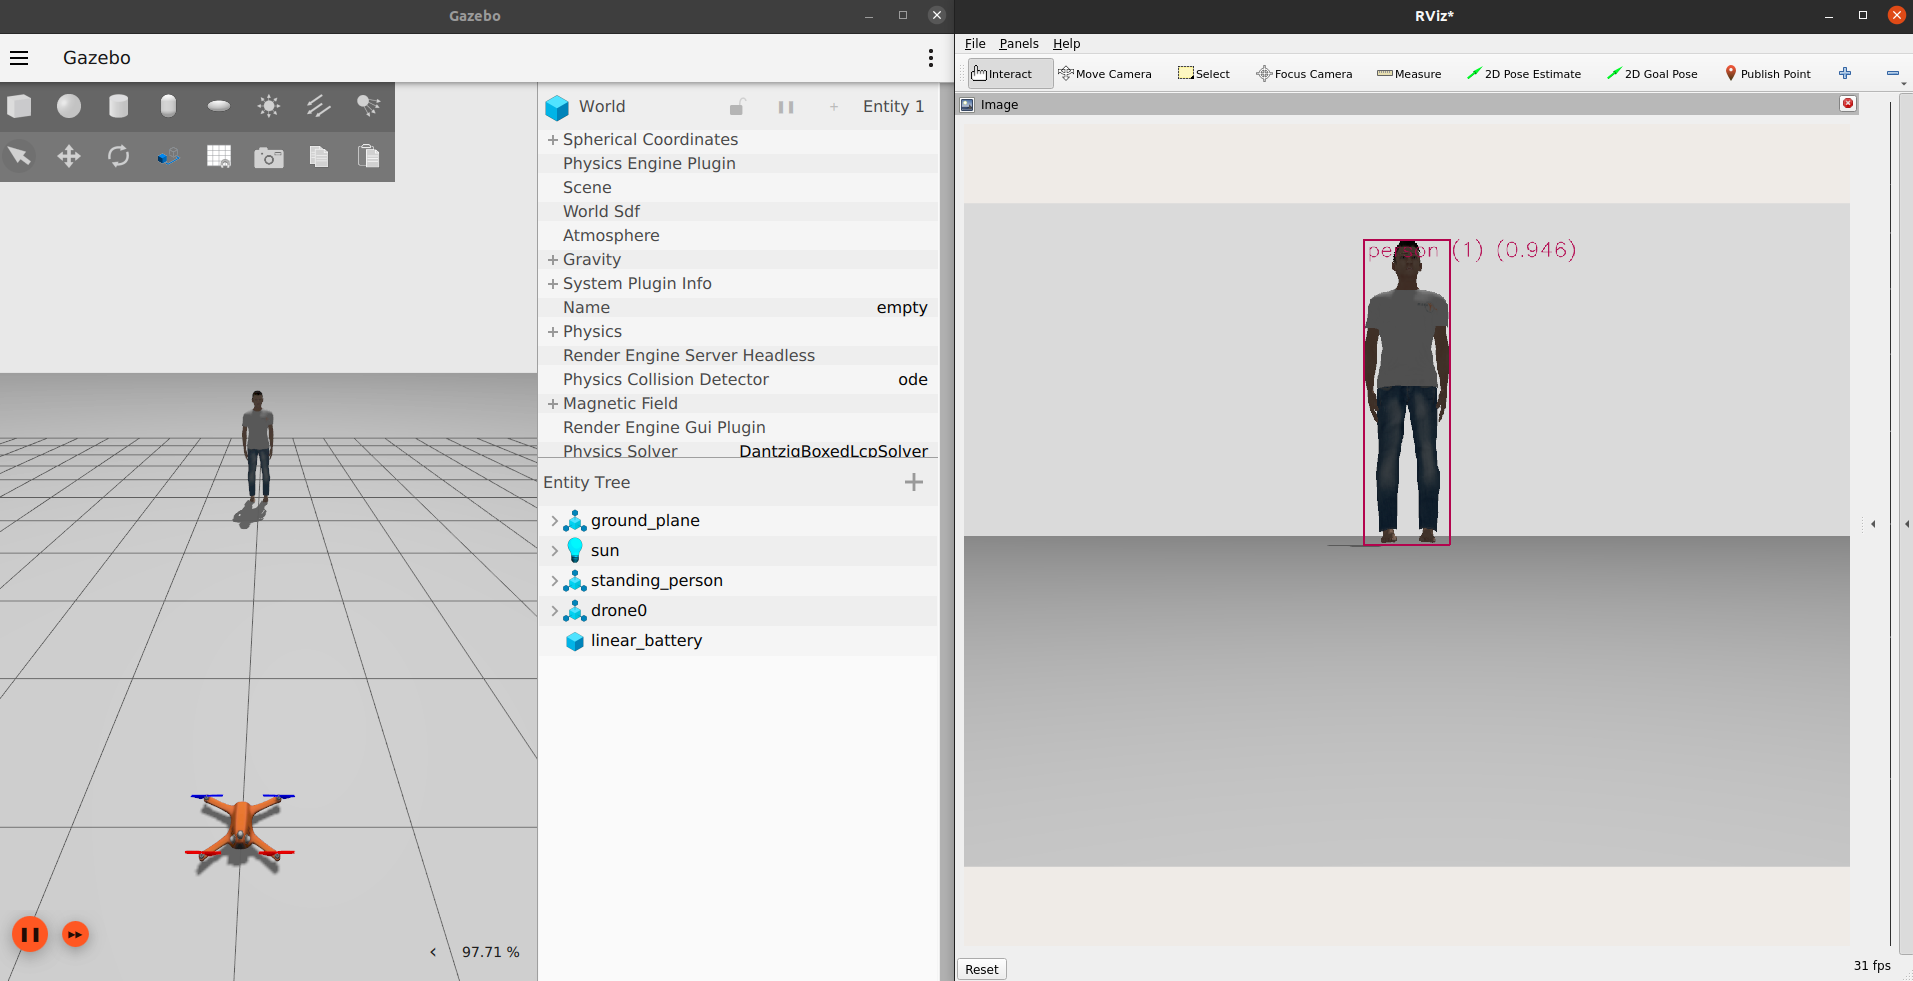 Gazebo
Gazebo
World
Entity 1
Spherical Coordinates
Physics Engine Plugin
Scene
World Sdf
Atmosphere
Gravity
System Plugin Info
Name empty
Physics
Render Engine Server Headless
Physics Collision Detector ode
Magnetic Field
Render Engine Gui Plugin
Physics Solver DantzigBoxedLcpSolver
Entity Tree
ground_plane
sun
standing_person
drone0
linear_battery
97.71 %
RViz*
File Panels Help
Interact Move Camera Select Focus Camera Measure 2D Pose Estimate 2D Goal Pose Publish Point
Image
person (1) (0.946)
Reset
31 fps